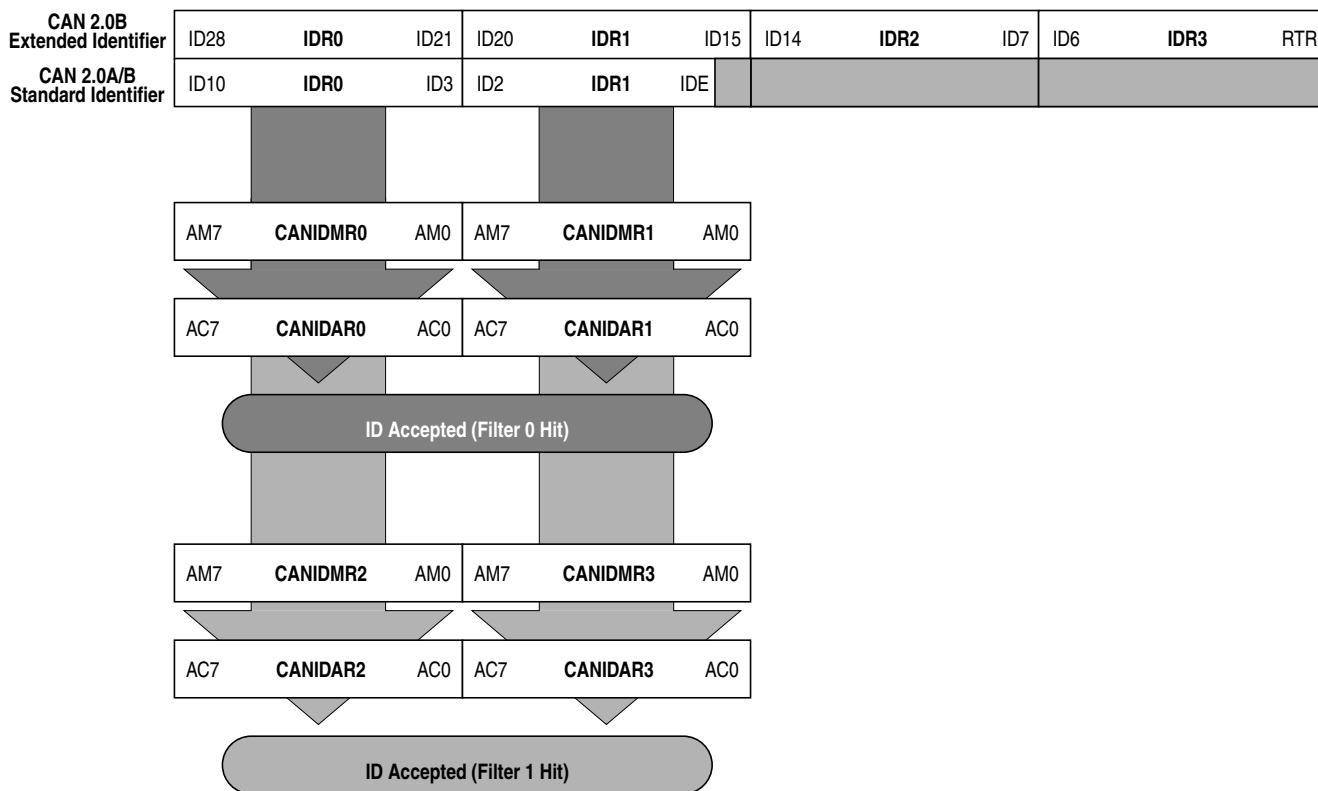 CAN 2.0B
Extended Identifier
ID28 IDR0 ID21 ID20 IDR1 ID15 ID14 IDR2 ID7 ID6 IDR3 RTR
CAN 2.0A/B
Standard Identifier
ID10 IDR0 ID3 ID2 IDR1 IDE
AM7 CANIDMR0 AM0 AM7 CANIDMR1 AM0
AC7 CANIDAR0 AC0 AC7 CANIDAR1 AC0
ID Accepted (Filter 0 Hit)
AM7 CANIDMR2 AM0 AM7 CANIDMR3 AM0
AC7 CANIDAR2 AC0 AC7 CANIDAR3 AC0
ID Accepted (Filter 1 Hit)